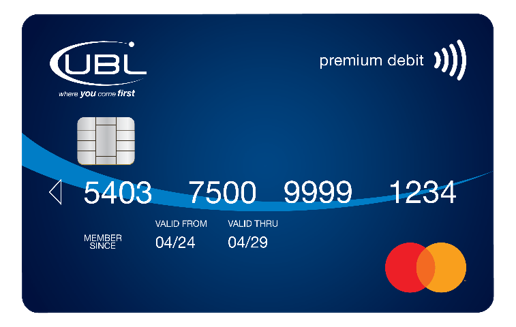 UBL
where you come first
premium debit
5403 7500 9999 1234
VALID FROM VALID THRU
MEMBER SINCE 04/24 04/29